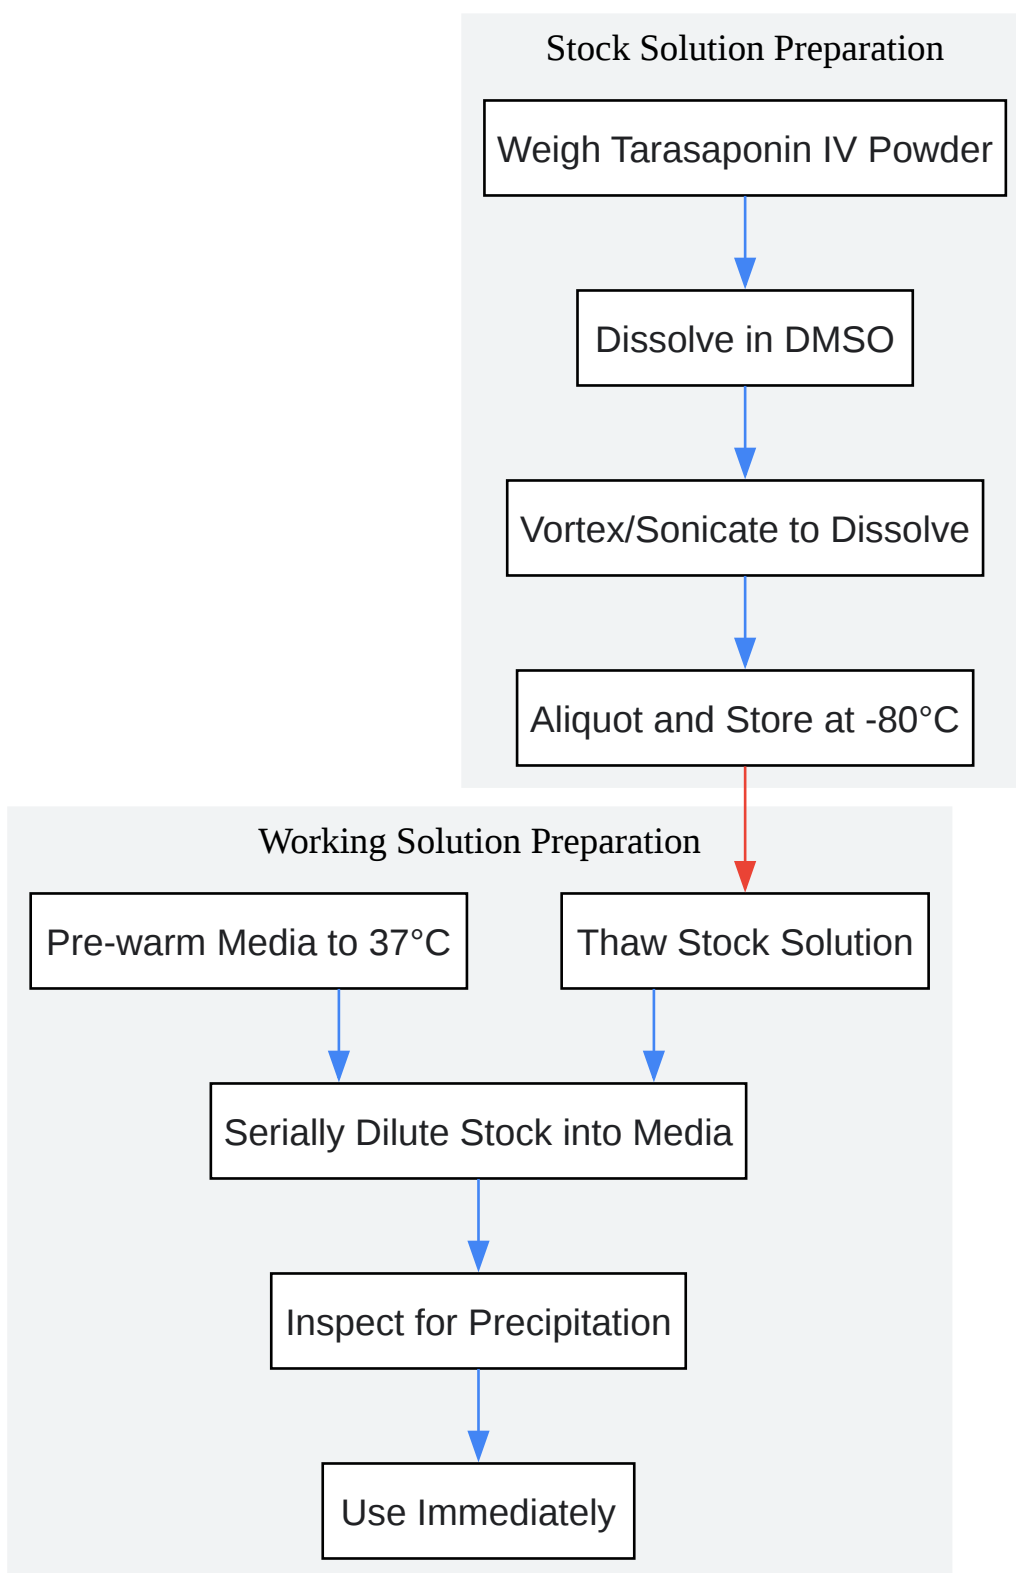 Stock Solution Preparation
Weigh Tarasaponin IV Powder
Dissolve in DMSO
Vortex/Sonicate to Dissolve
Aliquot and Store at -80°C
Working Solution Preparation
Pre-warm Media to 37°C
Thaw Stock Solution
Serially Dilute Stock into Media
Inspect for Precipitation
Use Immediately